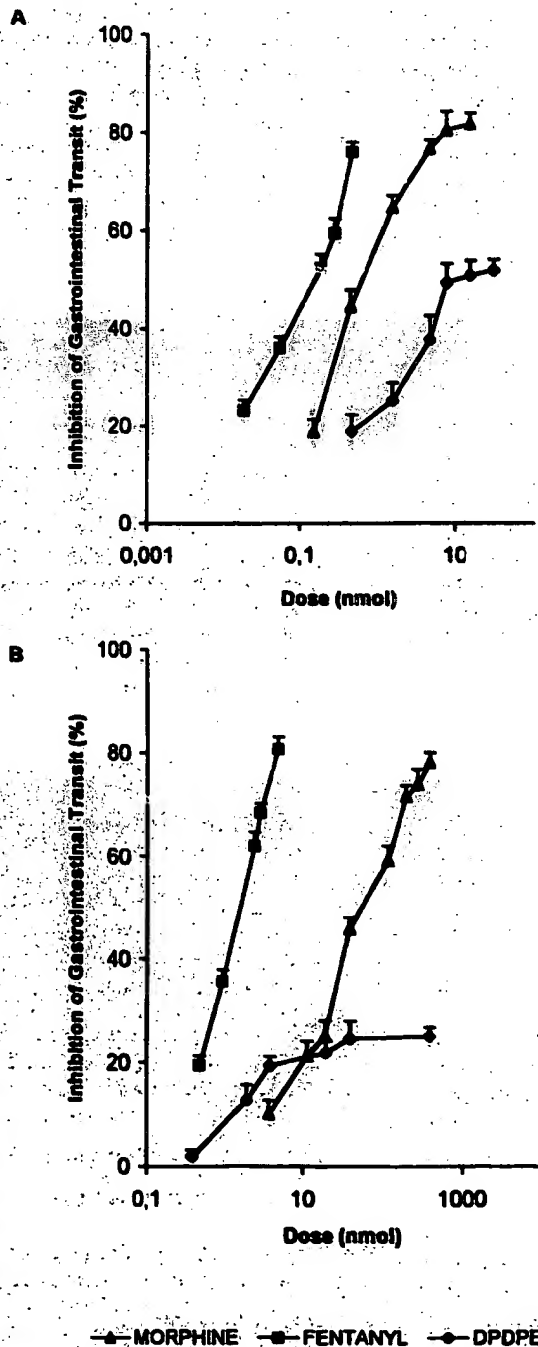 A
Inhibition of Gastrointestinal Transit (%)
100
80
60
40
20
0
0,001
0,1
10
Dose (nmol)
B
Inhibition of Gastrointestinal Transit (%)
100
80
60
40
20
0
0,1
10
1000
Dose (nmol)
MORPHINE FENTANYL DPDPE